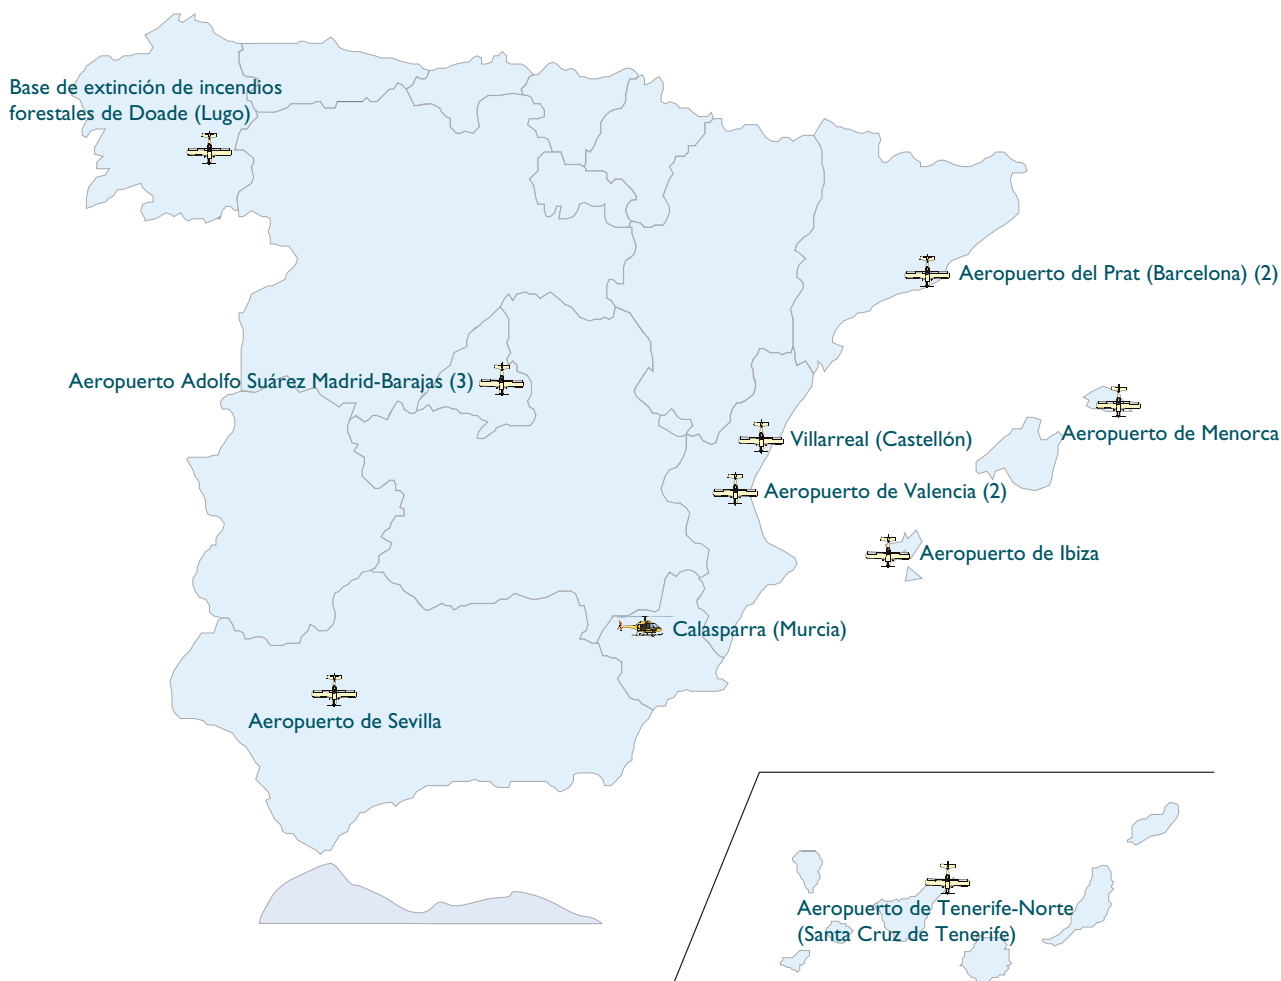 Base de extinción de incendios
forestales de Doade (Lugo)
Aeropuerto del Prat (Barcelona) (2)
Aeropuerto Adolfo Suárez Madrid-Barajas (3)
Aeropuerto de Menorca
Villarreal (Castellón)
Aeropuerto de Valencia (2)
Aeropuerto de Ibiza
Calasparra (Murcia)
Aeropuerto de Sevilla
Aeropuerto de Tenerife-Norte
(Santa Cruz de Tenerife)